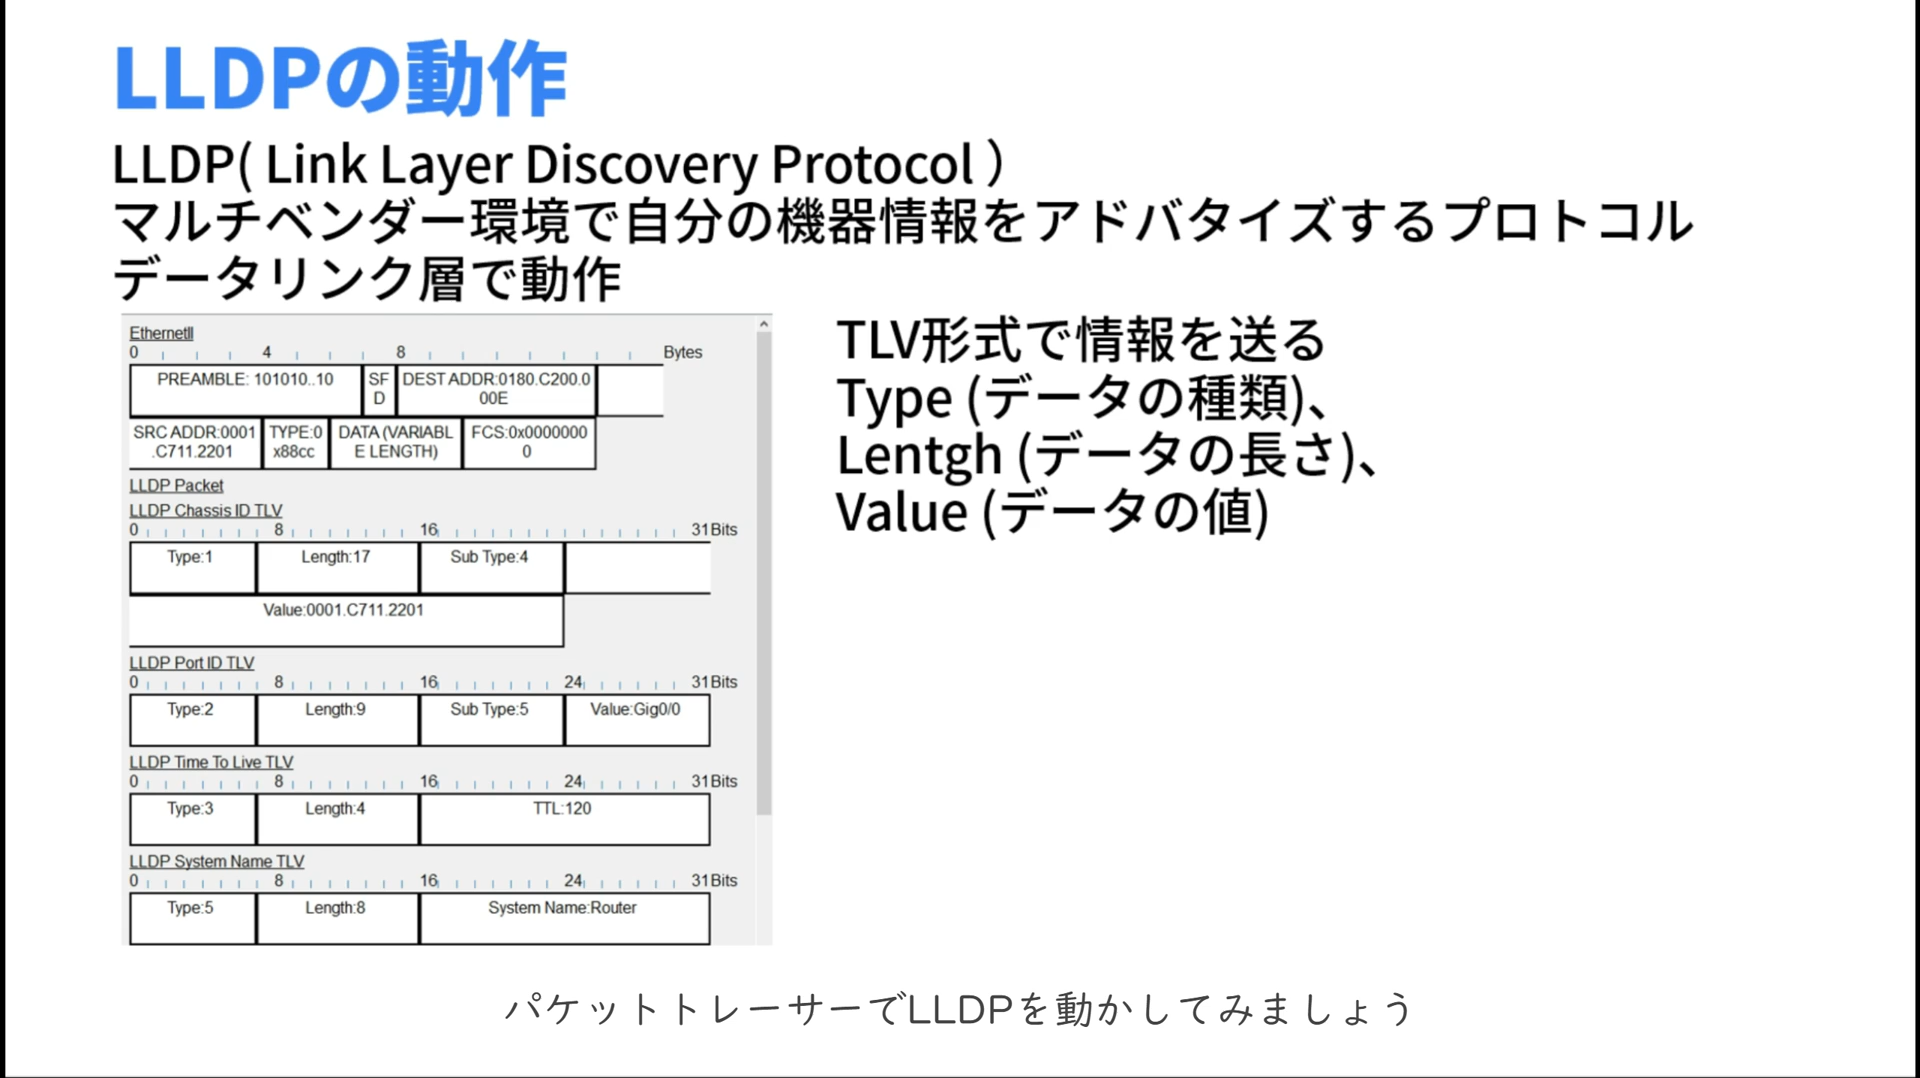 LLDPの動作
LLDP( Link Layer Discovery Protocol ）
マルチベンダー環境で自分の機器情報をアドバタイズするプロトコル
データリンク層で動作
EthernetII
0 4 8 Bytes
PREAMBLE: 101010..10
SF
D
DEST ADDR:0180.C200.0
00E
SRC ADDR:0001
.C711.2201
TYPE:0
x88cc
DATA (VARIABL
E LENGTH)
FCS:0x0000000
0
LLDP Packet
LLDP Chassis ID TLV
0 8 16 31 Bits
Type:1 Length:17 Sub Type:4
Value:0001.C711.2201
LLDP Port ID TLV
0 8 16 24 31 Bits
Type:2 Length:9 Sub Type:5 Value:Gig0/0
LLDP Time To Live TLV
0 8 16 24 31 Bits
Type:3 Length:4 TTL:120
LLDP System Name TLV
0 8 16 24 31 Bits
Type:5 Length:8 System Name:Router
TLV形式で情報を送る
Type (データの種類)、
Lentgh (データの長さ)、
Value (データの値)
パケットトレーサーでLLDPを動かしてみましょう